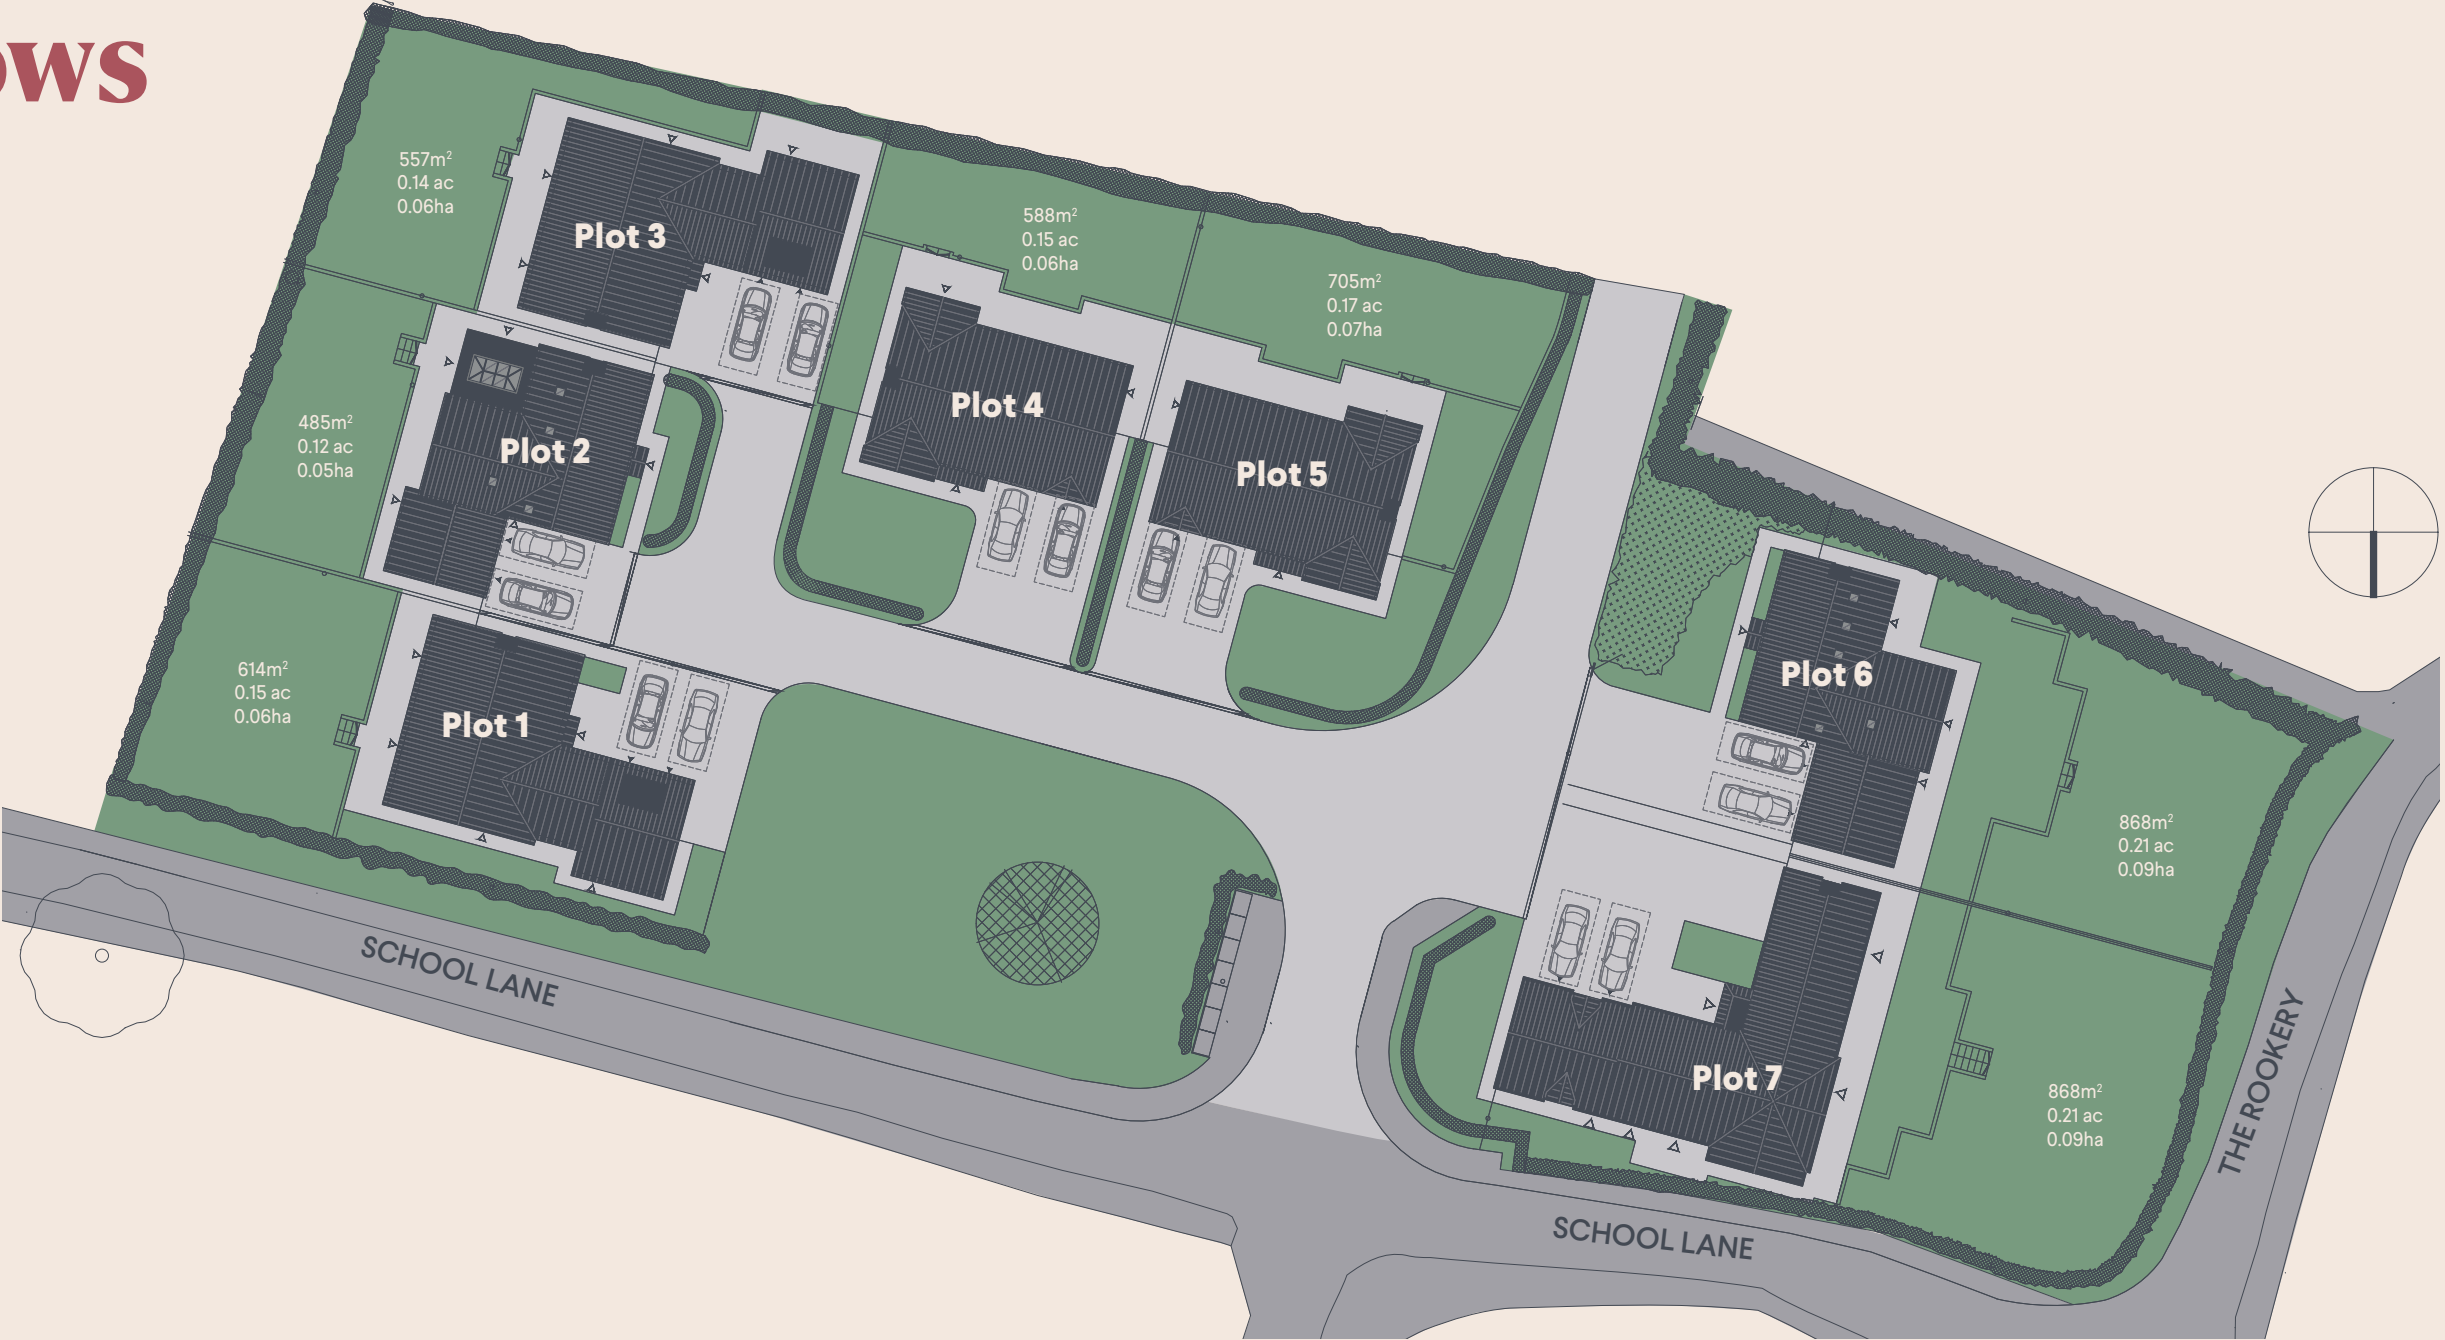 ows
557m²
0.14 ac
0.06ha
Plot 3
588m²
0.15 ac
0.06ha
705m²
0.17 ac
0.07ha
Plot 4
Plot 5
485m²
0.12 ac
0.05ha
Plot 2
614m²
0.15 ac
0.06ha
Plot 1
Plot 6
868m²
0.21 ac
0.09ha
Plot 7
868m²
0.21 ac
0.09ha
SCHOOL LANE
SCHOOL LANE
THE ROOKERY